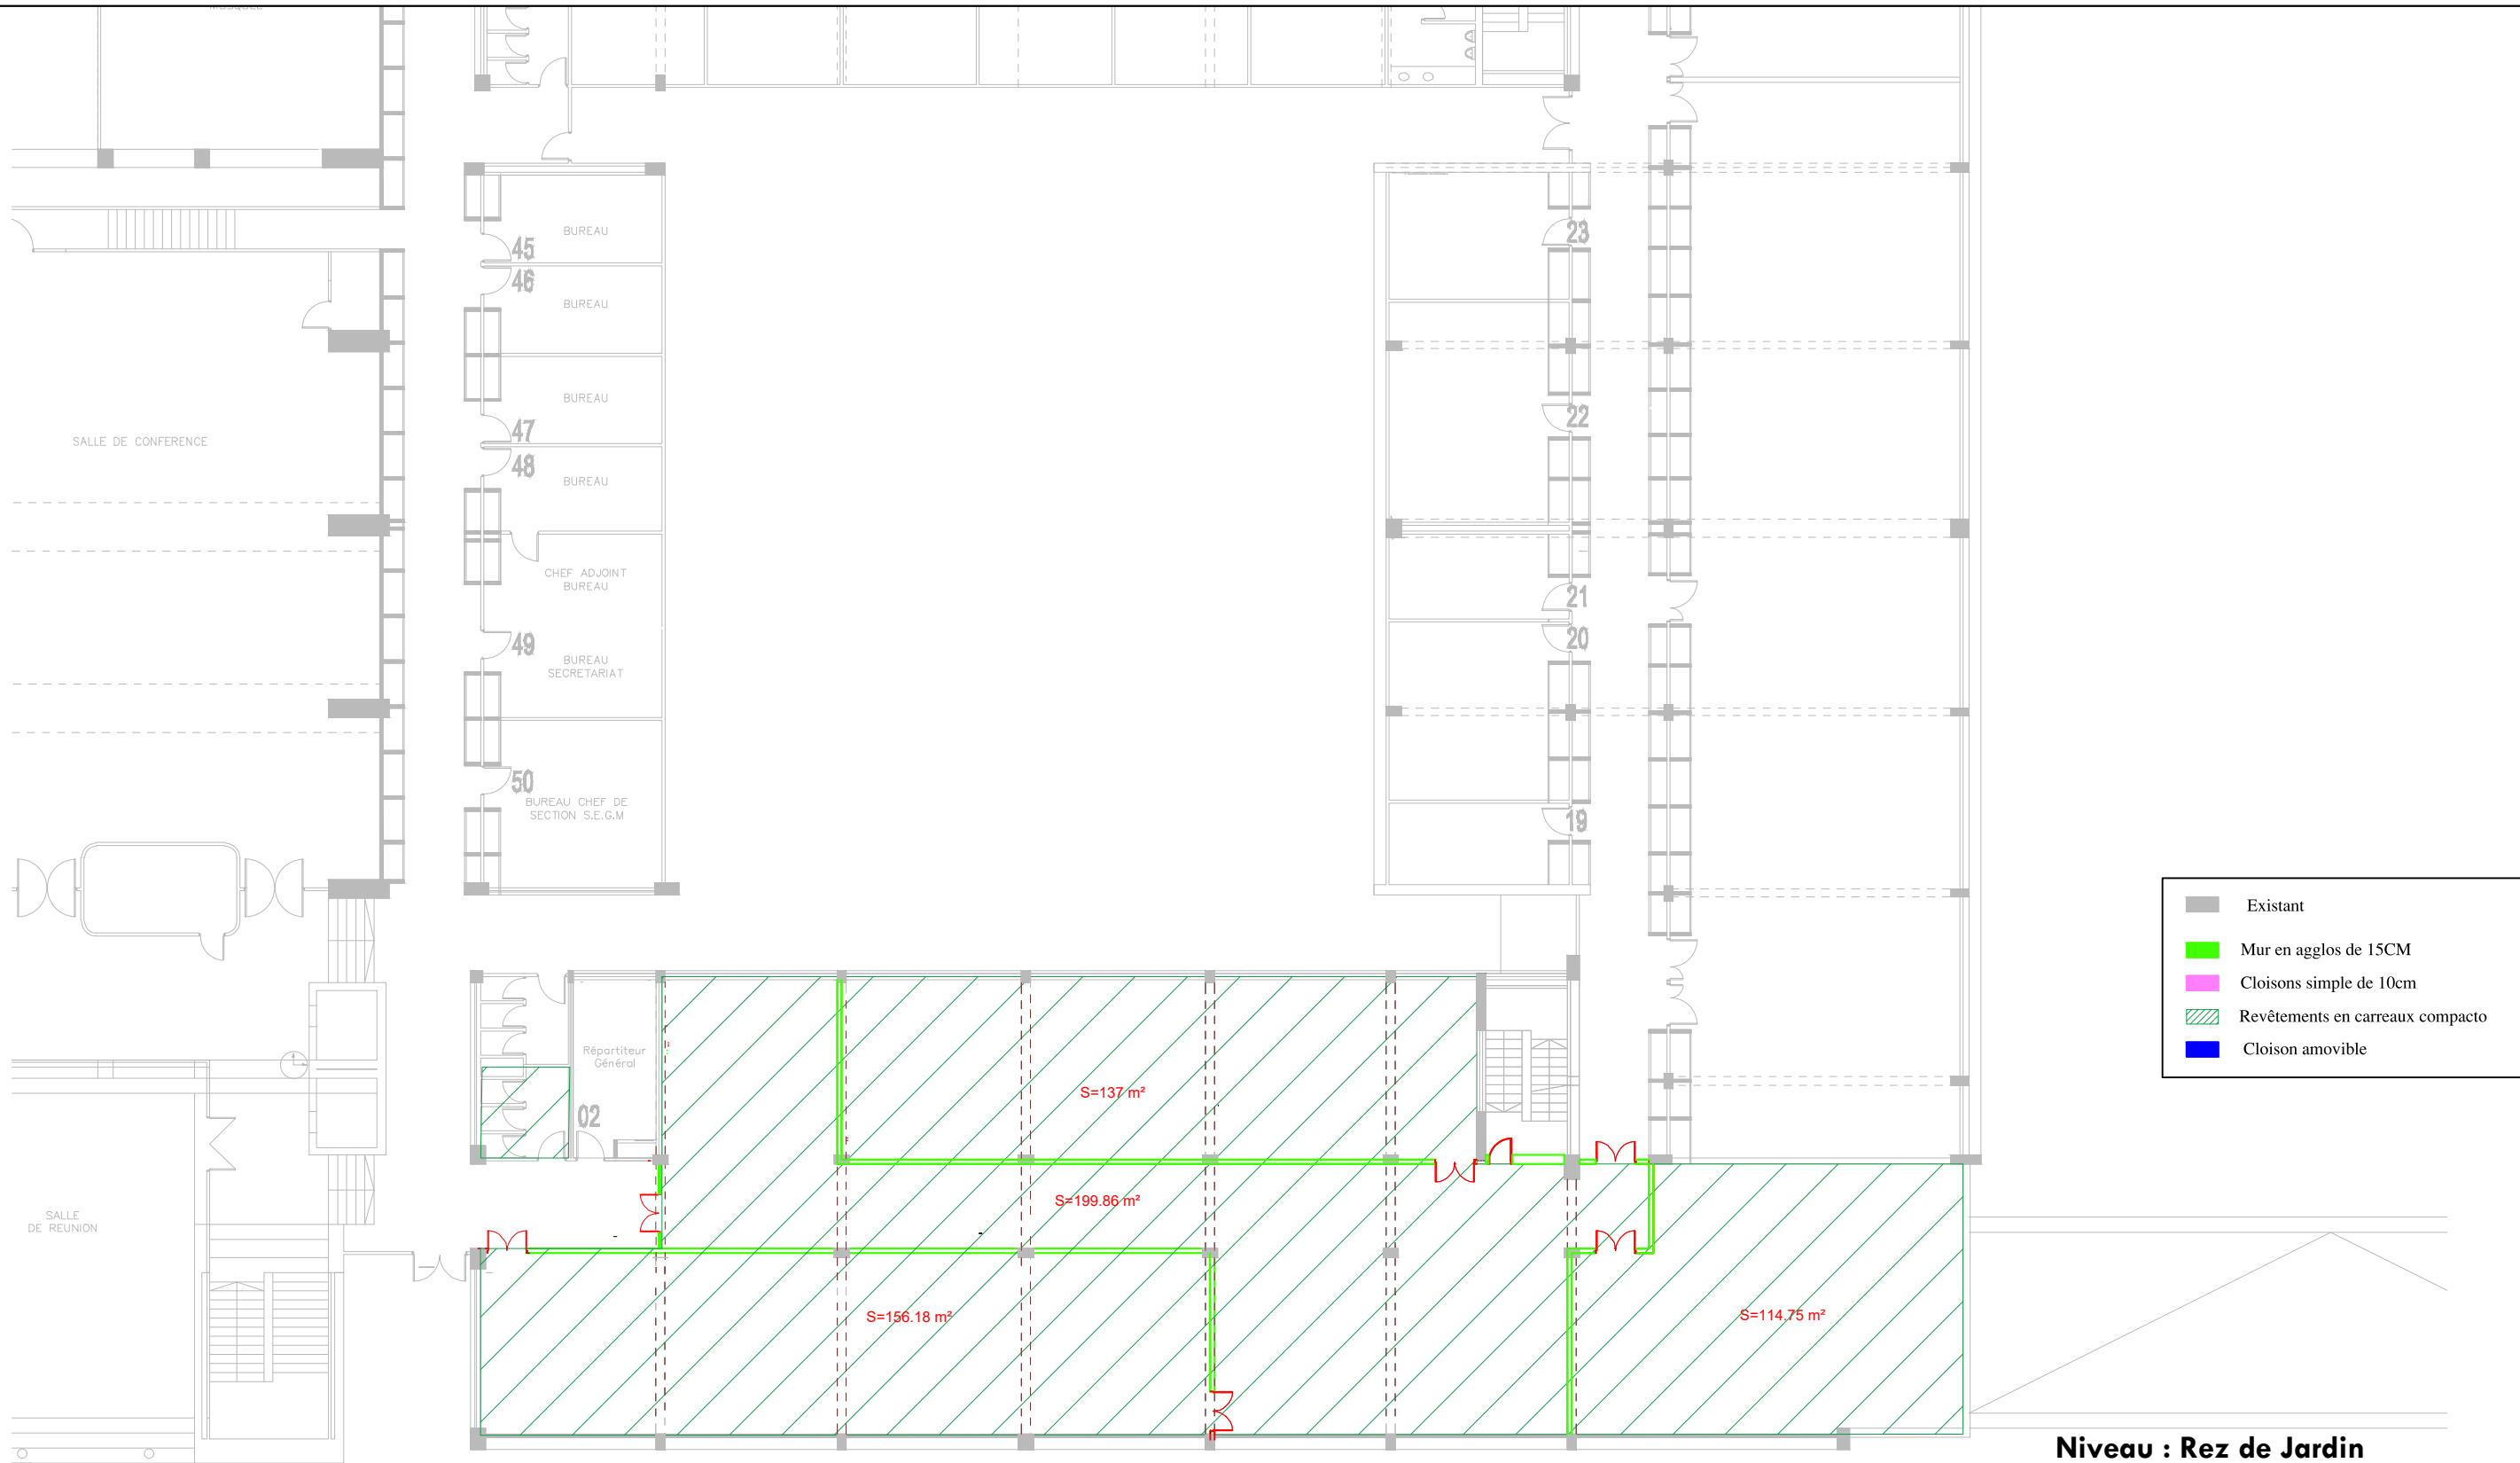 MOSQUEE
45
BUREAU
46
BUREAU
BUREAU
47
48
BUREAU
SALLE DE CONFERENCE
CHEF ADJOINT
BUREAU
49
BUREAU
SECRETARIAT
50
BUREAU CHEF DE
SECTION S.E.G.M
23
22
21
20
19
Existant
Mur en agglos de 15CM
Cloisons simple de 10cm
Revêtements en carreaux compacto
Cloison amovible
Répartiteur
Général
02
S=137 m²
S=199.86 m²
SALLE
DE REUNION
S=156.18 m²
S=114.75 m²
Niveau : Rez de Jardin